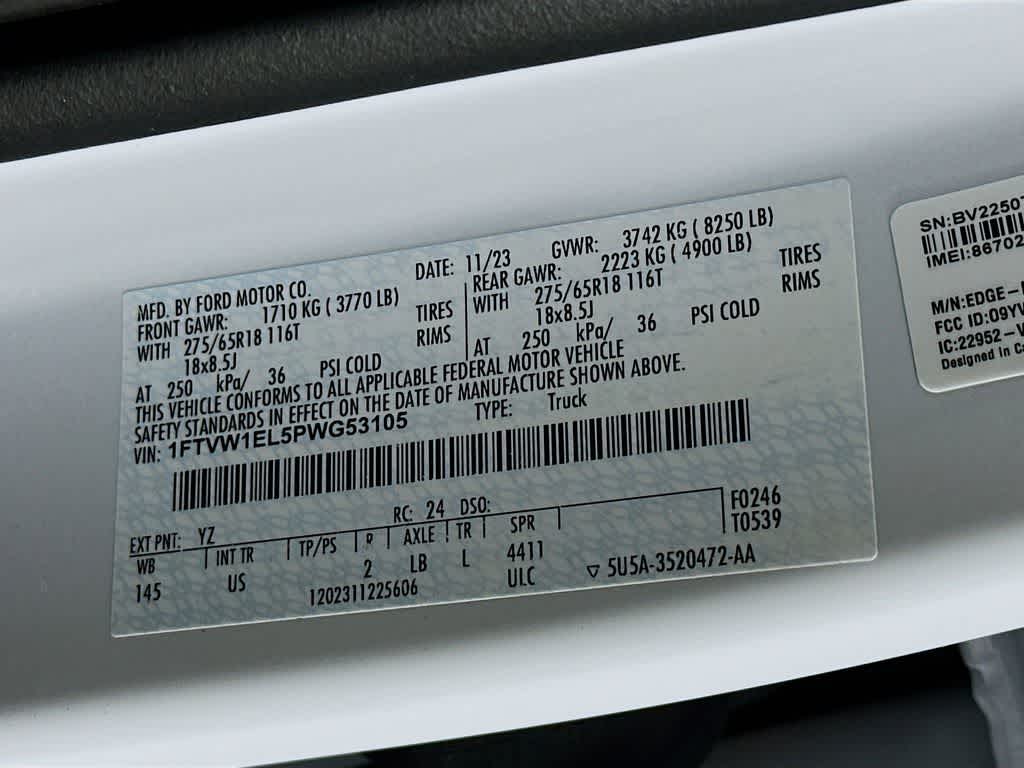 MFD. BY FORD MOTOR CO.
DATE: 11/23 GVWR: 3742 KG ( 8250 LB)
FRONT GAWR: 1710 KG ( 3770 LB)
WITH 275/65R18 116T TIRES
18x8.5J RIMS
AT 250 kPa/ 36 PSI COLD
REAR GAWR: 2223 KG ( 4900 LB)
WITH 275/65R18 116T TIRES
18x8.5J RIMS
AT 250 kPa/ 36 PSI COLD
THIS VEHICLE CONFORMS TO ALL APPLICABLE FEDERAL MOTOR VEHICLE
SAFETY STANDARDS IN EFFECT ON THE DATE OF MANUFACTURE SHOWN ABOVE.
VIN: 1FTVW1EL5PWG53105 TYPE: Truck
EXT PNT: YZ RC: 24 DSO: F0246
WB INT TR TP/PS R AXLE TR SPR T0539
145 US 2 LB L 4411
1202311225606 ULC ▽ 5U5A-3520472-AA
SN:BV22507
IMEI:86702
M/N:EDGE-
FCC ID:09YV
IC:22952-V
Designed in Ca